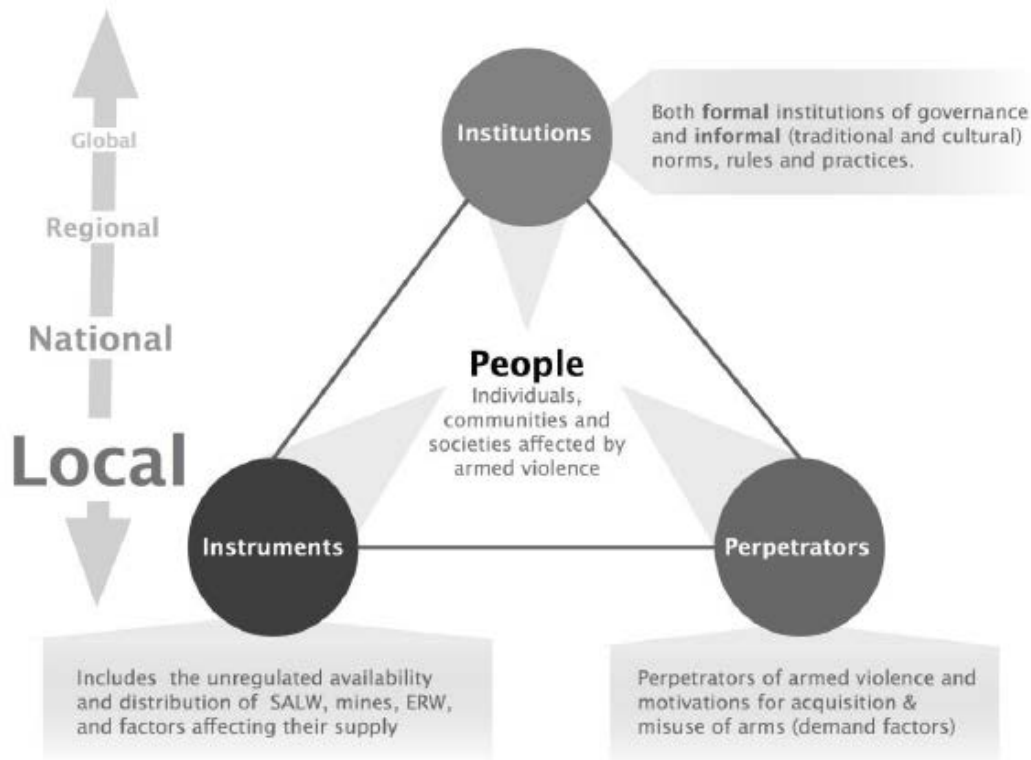 Global
Regional
National
Local
Institutions
Both formal institutions of governance
and informal (traditional and cultural)
norms, rules and practices.
People
Individuals,
communities and
societies affected by
armed violence
Instruments
Perpetrators
Includes the unregulated availability
and distribution of SALW, mines, ERW,
and factors affecting their supply
Perpetrators of armed violence and
motivations for acquisition &
misuse of arms (demand factors)